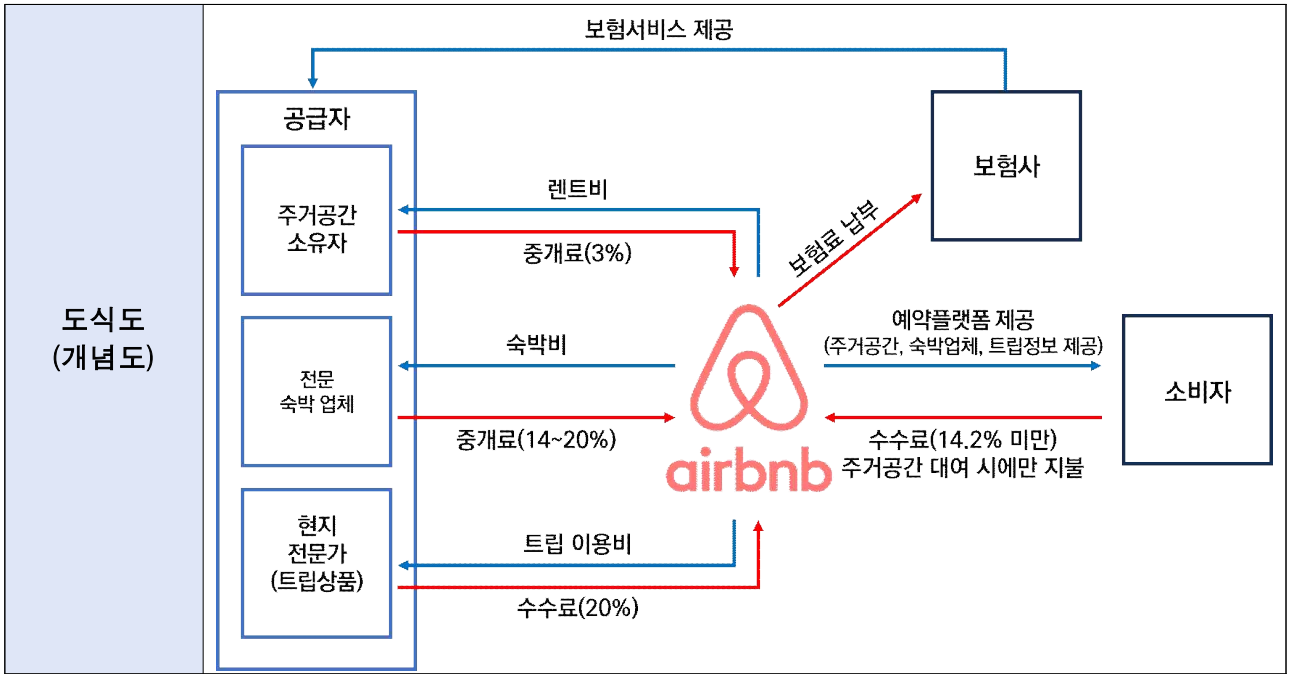 도식도
(개념도)
보험서비스 제공
공급자
주거공간
소유자
전문
숙박 업체
현지
전문가
(트립상품)
렌트비
중개료(3%)
숙박비
중개료(14~20%)
트립 이용비
수수료(20%)
airbnb
보험료 납부
보험사
예약플랫폼 제공
(주거공간, 숙박업체, 트립정보 제공)
수수료(14.2% 미만)
주거공간 대여 시에만 지불
소비자